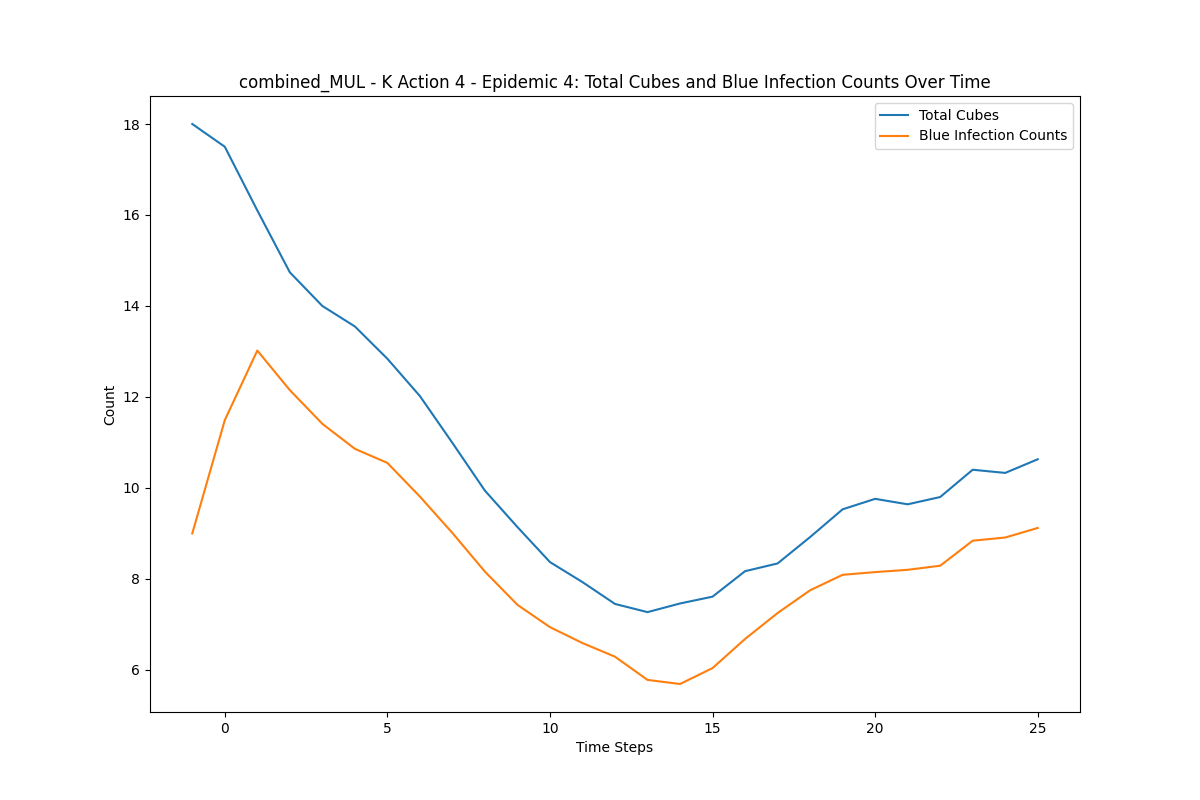 combined_MUL - K Action 4 - Epidemic 4: Total Cubes and Blue Infection Counts Over Time
Total Cubes
Blue Infection Counts
18
16
14
12
10
8
6
Count
0 5 10 15 20 25
Time Steps